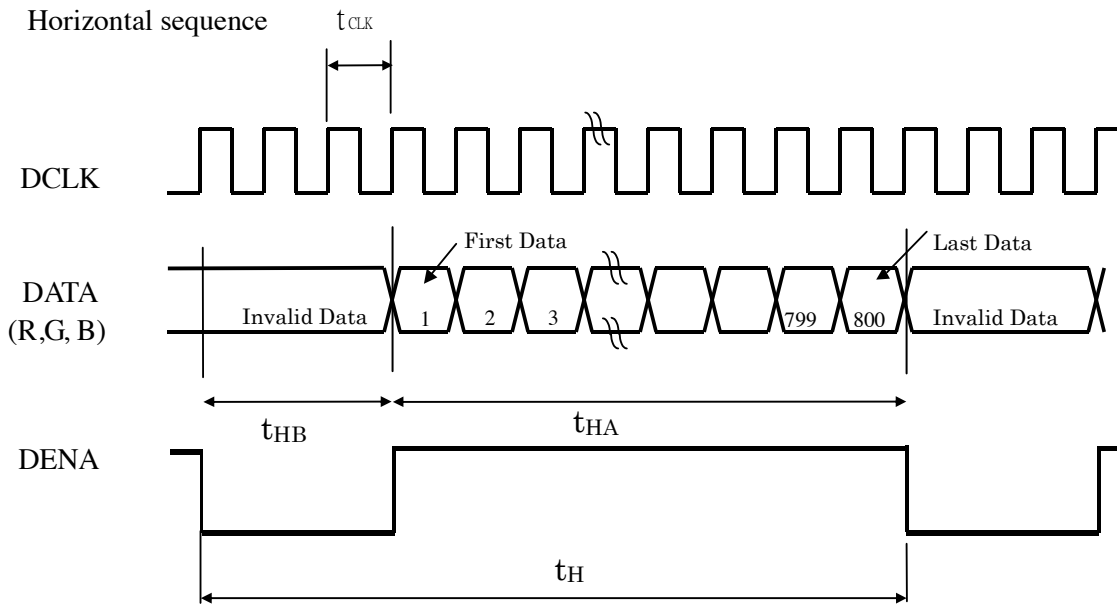 Horizontal sequence
tCLK
DCLK
First Data
Last Data
DATA
(R,G, B)
Invalid Data
1
2
3
799
800
Invalid Data
tHB
tHA
DENA
tH